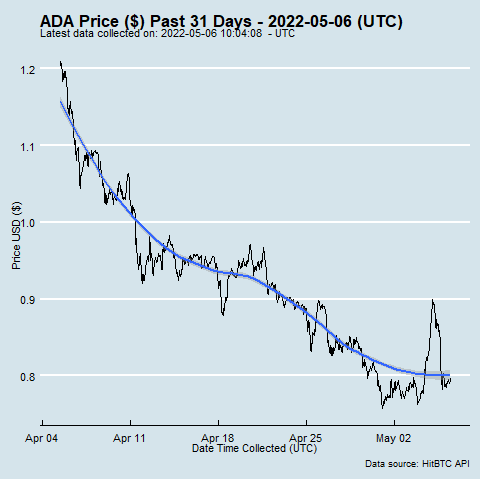 ADA Price ($) Past 31 Days - 2022-05-06 (UTC)
Latest data collected on: 2022-05-06 10:04:08 - UTC
1.2
1.1
1.0
0.9
0.8
Price USD ($)
Apr 04 Apr 11 Apr 18 Apr 25 May 02
Date Time Collected (UTC)
Data source: HitBTC API